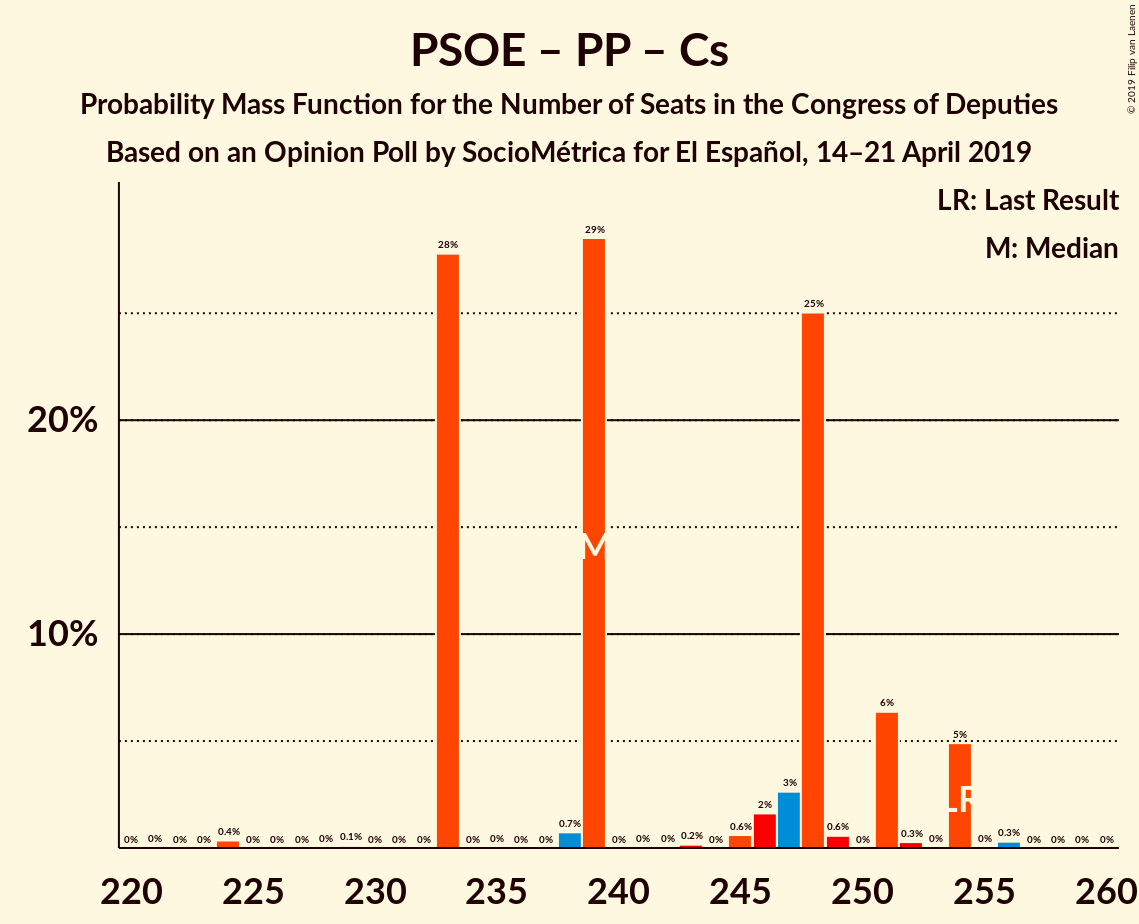 PSOE – PP – Cs
Probability Mass Function for the Number of Seats in the Congress of Deputies
Based on an Opinion Poll by SocioMétrica for El Español, 14–21 April 2019
© 2019 Filip van Laenen
LR: Last Result
M: Median
20%
10%
0% 0% 0% 0% 0.4% 0% 0% 0% 0% 0.1% 0% 0% 0% 28% 0% 0% 0% 0% 0.7% 29% 0% 0% 0% 0.2% 0% 0.6% 2% 3% 25% 0.6% 0% 6% 0.3% 0% 5% 0% 0.3% 0% 0% 0% 0%
M
LR
220 225 230 235 240 245 250 255 260